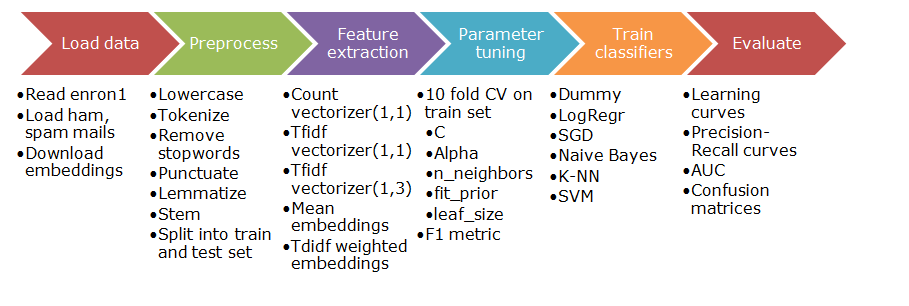 Load data
Preprocess
Feature
extraction
Parameter
tuning
Train
classifiers
Evaluate
•Read enron1
•Load ham,
spam mails
•Download
embeddings
•Lowercase
•Tokenize
•Remove
stopwords
•Punctuate
•Lemmatize
•Stem
•Split into train
and test set
•Count
vectorizer(1,1)
•Tfidf
vectorizer(1,1)
•Tfidf
vectorizer(1,3)
•Mean
embeddings
•Tdidf weighted
embeddings
•10 fold CV on
train set
•C
•Alpha
•n_neighbors
•fit_prior
•leaf_size
•F1 metric
•Dummy
•LogRegr
•SGD
•Naive Bayes
•K-NN
•SVM
•Learning
curves
•Precision-
Recall curves
•AUC
•Confusion
matrices